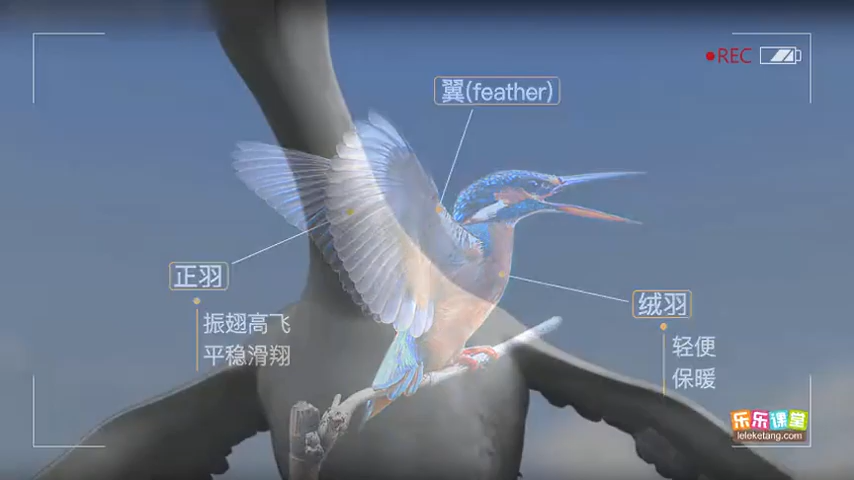 REC
翼(feather)
正羽
振翅高飞
平稳滑翔
绒羽
轻便
保暖
乐乐课堂
leleketang.com